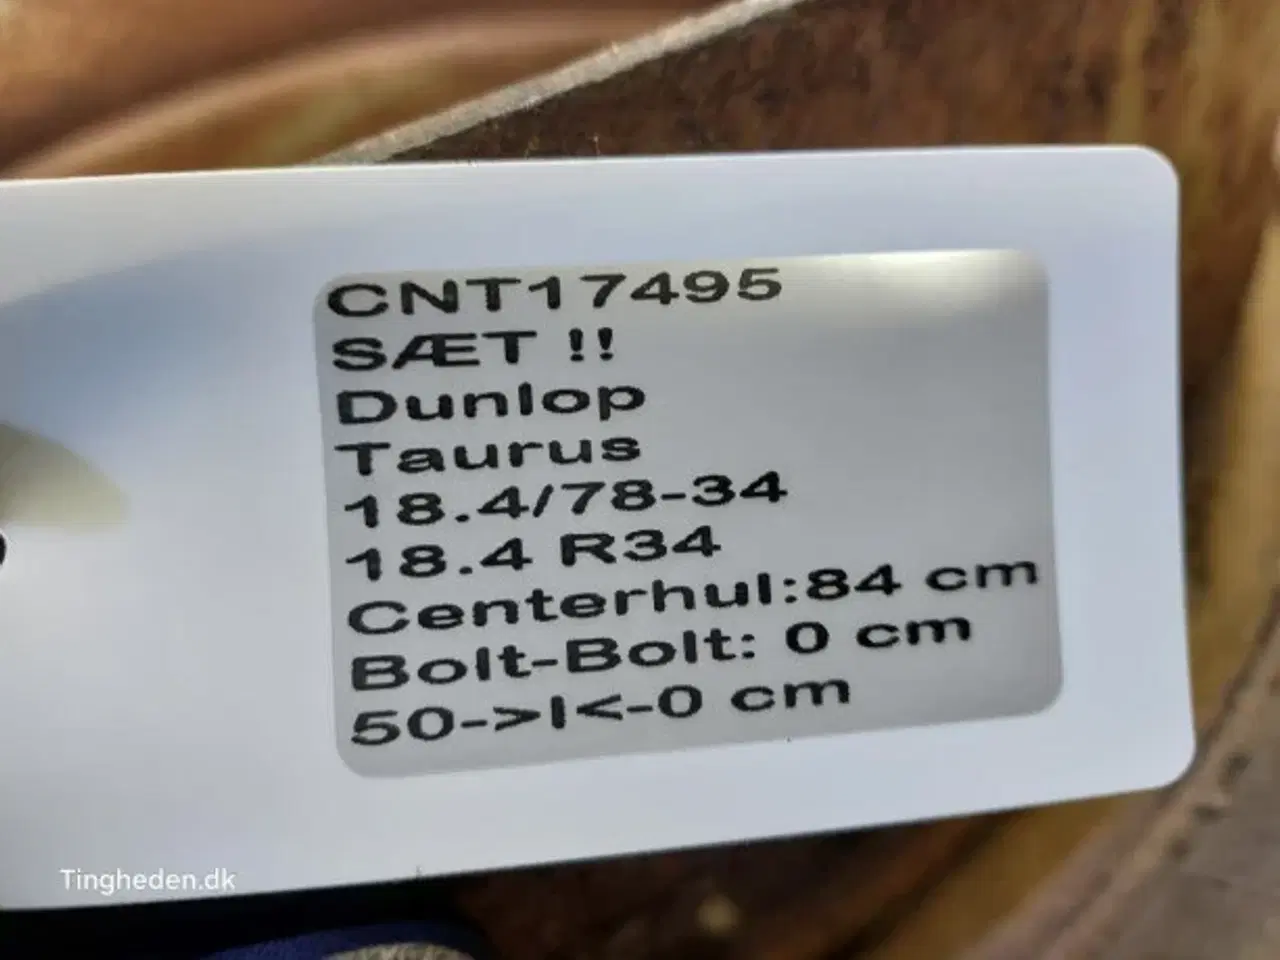 CNT17495
SÆT !!
Dunlop
Taurus
18.4/78-34
18.4 R34
Centerhul:84 cm
Bolt-Bolt: 0 cm
50->I<-0 cm
Tingheden.dk